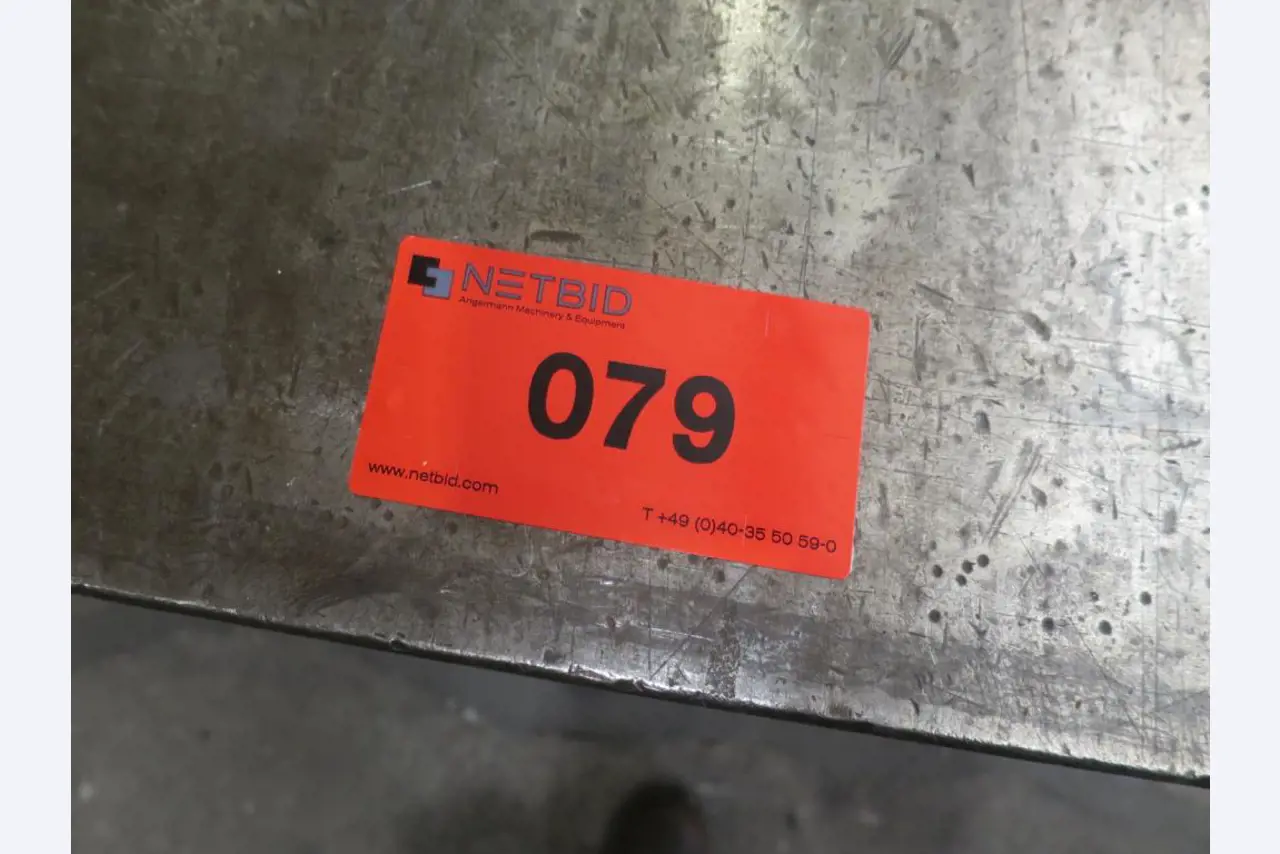 NETBID
Angermann Machinery & Equipment
079
www.netbid.com
T +49 (0)40-35 50 59-0